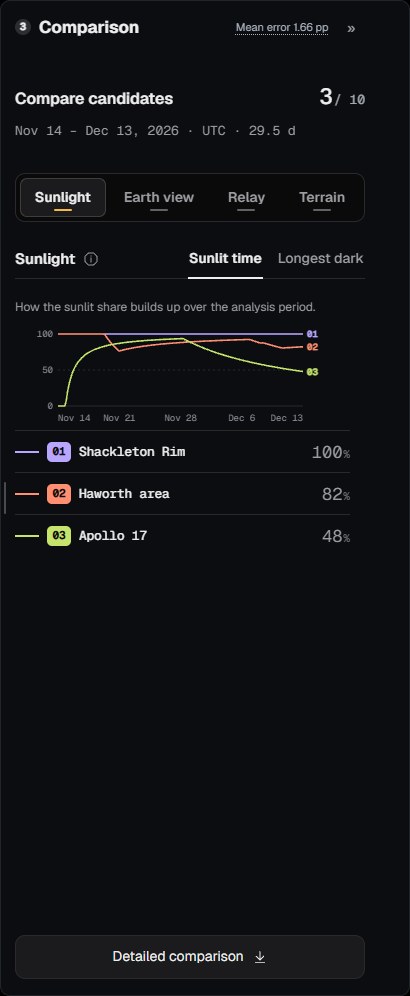 3 Comparison Mean error 1.66 pp »
Compare candidates 3 / 10
Nov 14 – Dec 13, 2026 · UTC · 29.5 d
Sunlight Earth view Relay Terrain
Sunlight Sunlit time Longest dark
How the sunlit share builds up over the analysis period.
100 01
02
50 03
0
Nov 14 Nov 21 Nov 28 Dec 6 Dec 13
01 Shackleton Rim 100%
02 Haworth area 82%
03 Apollo 17 48%
Detailed comparison